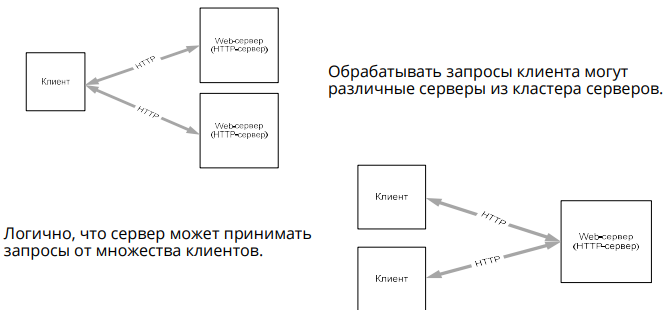 Клиент
HTTP
HTTP
Web-сервер
(HTTP-сервер)
Web-сервер
(HTTP-сервер)
Обрабатывать запросы клиента могут
различные серверы из кластера серверов.
Логично, что сервер может принимать
запросы от множества клиентов.
Клиент
Клиент
HTTP
HTTP
Web-сервер
(HTTP-сервер)